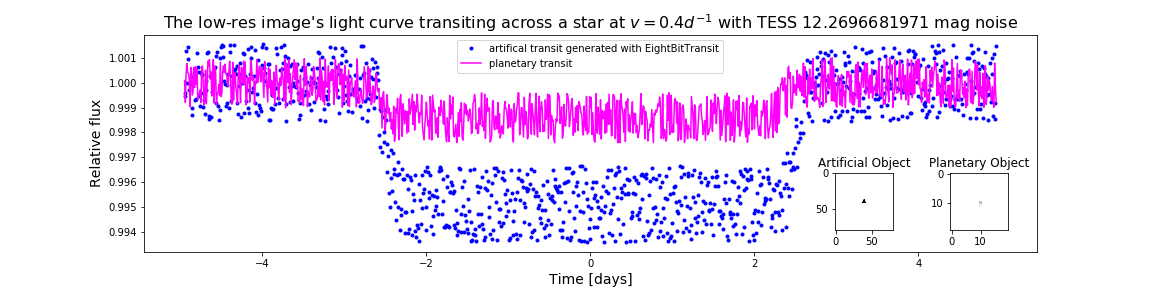 The low-res image's light curve transiting across a star at v = 0.4d⁻¹ with TESS 12.2696681971 mag noise
artifical transit generated with EightBitTransit
planetary transit
Relative flux
1.001
1.000
0.999
0.998
0.997
0.996
0.995
0.994
Artificial Object
0
50
0 50
Planetary Object
0
10
0 10
−4 −2 0 2 4
Time [days]